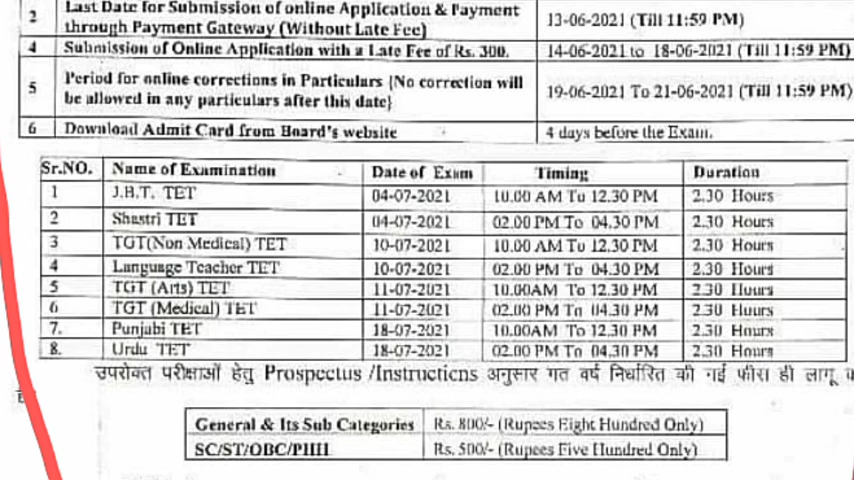 2 Last Date for Submission of online Application & Payment
through Payment Gateway (Without Late Fee) 13-06-2021 (Till 11:59 PM)
4 Submission of Online Application with a Late Fee of Rs. 300. 14-06-2021 to 18-06-2021 (Till 11:59 PM)
5 Period for online corrections in Particulars {No correction will
be allowed in any particulars after this date} 19-06-2021 To 21-06-2021 (Till 11:59 PM)
6 Download Admit Card from Board's website 4 days before the Exam.
Sr.NO. Name of Examination Date of Exam Timing Duration
1 J.B.T. TET 04-07-2021 10.00 AM To 12.30 PM 2.30 Hours
2 Shastri TET 04-07-2021 02.00 PM To 04.30 PM 2.30 Hours
3 TGT(Non Medical) TET 10-07-2021 10.00 AM To 12.30 PM 2.30 Hours
4 Language Teacher TET 10-07-2021 02.00 PM To 04.30 PM 2.30 Hours
5 TGT (Arts) TET 11-07-2021 10.00AM To 12.30 PM 2.30 Hours
6 TGT (Medical) TET 11-07-2021 02.00 PM To 04.30 PM 2.30 Hours
7. Punjabi TET 18-07-2021 10.00AM To 12.30 PM 2.30 Hours
8. Urdu TET 18-07-2021 02.00 PM To 04.30 PM 2.30 Hours
उपरोक्त परीक्षाओं हेतु Prospectus /Instructions अनुसार गत वर्ष निर्धारित की गई फीस ही लागू
General & Its Sub Categories Rs. 800/- (Rupees Eight Hundred Only)
SC/ST/OBC/PHH Rs. 500/- (Rupees Five Hundred Only)